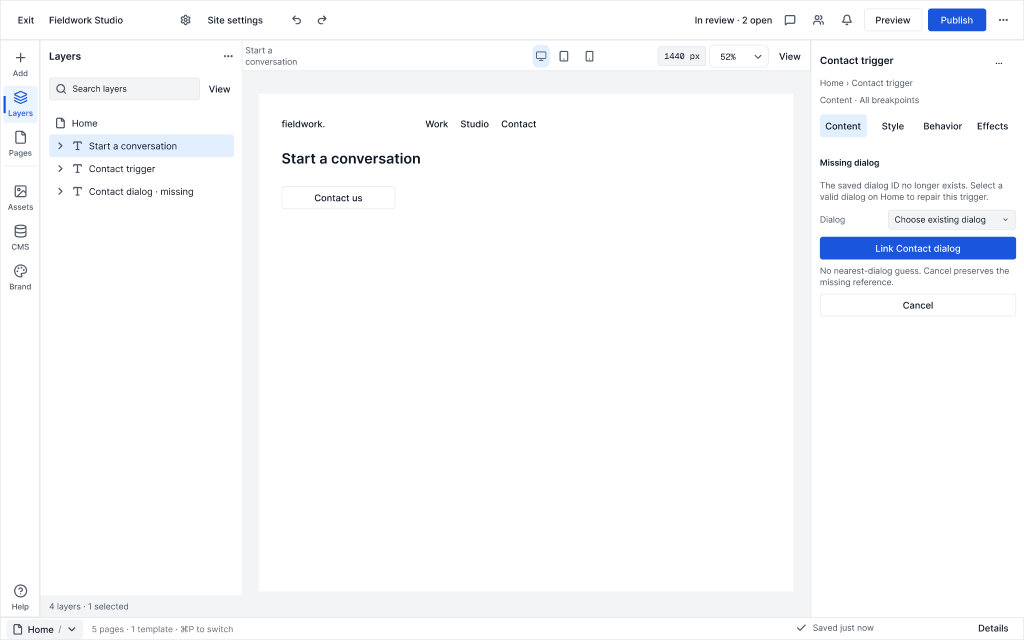 Exit
Fieldwork Studio
Site settings
In review · 2 open
Preview
Publish
Add
Layers
Pages
Assets
CMS
Brand
Help
Layers
Search layers
View
Home
Start a conversation
Contact trigger
Contact dialog · missing
4 layers · 1 selected
Start a
conversation
1440 px
52%
View
fieldwork.
Work
Studio
Contact
Start a conversation
Contact us
Contact trigger
Home › Contact trigger
Content · All breakpoints
Content
Style
Behavior
Effects
Missing dialog
The saved dialog ID no longer exists. Select a
valid dialog on Home to repair this trigger.
Dialog
Choose existing dialog
Link Contact dialog
No nearest-dialog guess. Cancel preserves the
missing reference.
Cancel
Home /
5 pages · 1 template · ⌘P to switch
Saved just now
Details